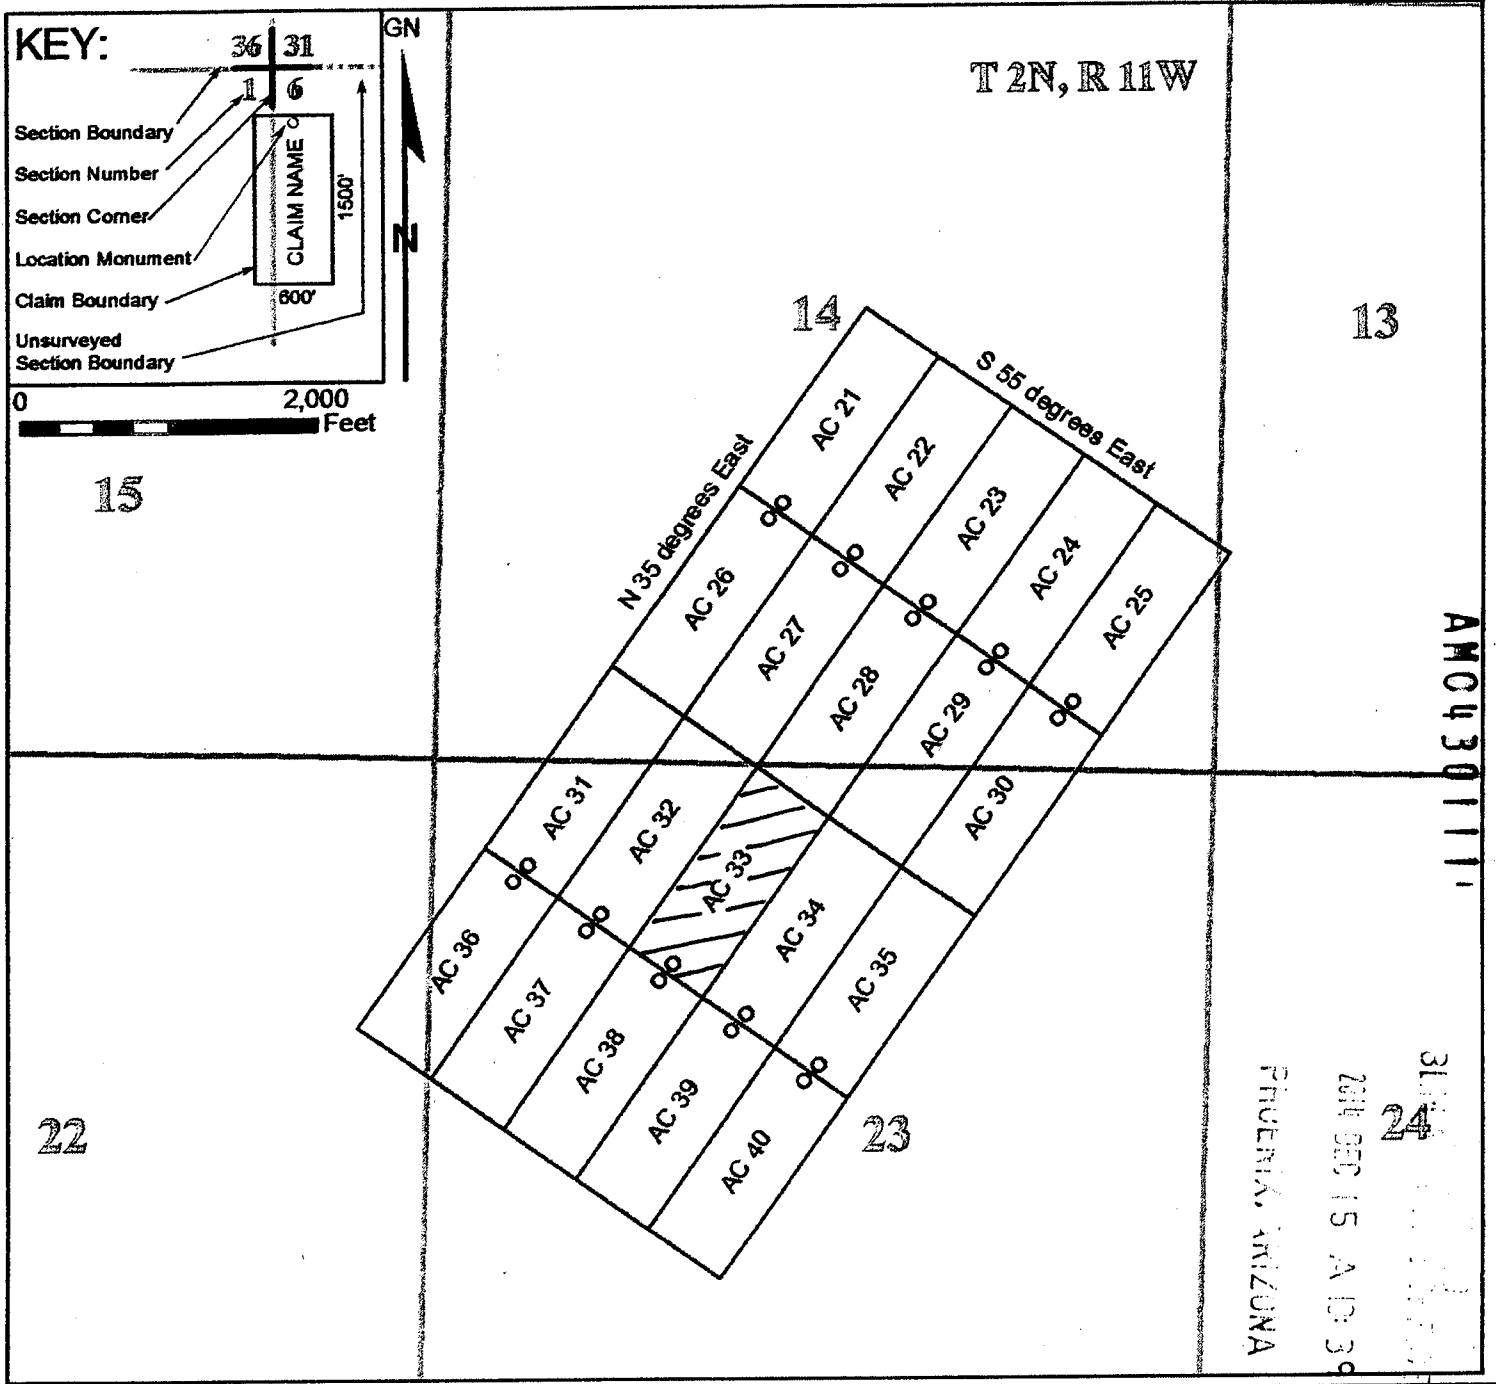 KEY:
36 31
1 6
GN
N
Section Boundary
Section Number
Section Corner
Location Monument
Claim Boundary
Unsurveyed
Section Boundary
CLAIM NAME
1500'
600'
0 2,000
Feet
T 2N, R 11W
14
13
15
S 55 degrees East
N 35 degrees East
AC 21
AC 22
AC 23
AC 24
AC 25
AC 26
AC 27
AC 28
AC 29
AC 30
AC 31
AC 32
AC 33
AC 34
AC 35
AC 36
AC 37
AC 38
AC 39
AC 40
22
23
24
AMC430111
DEC 15 A 10:
PHOENIX, ARIZONA